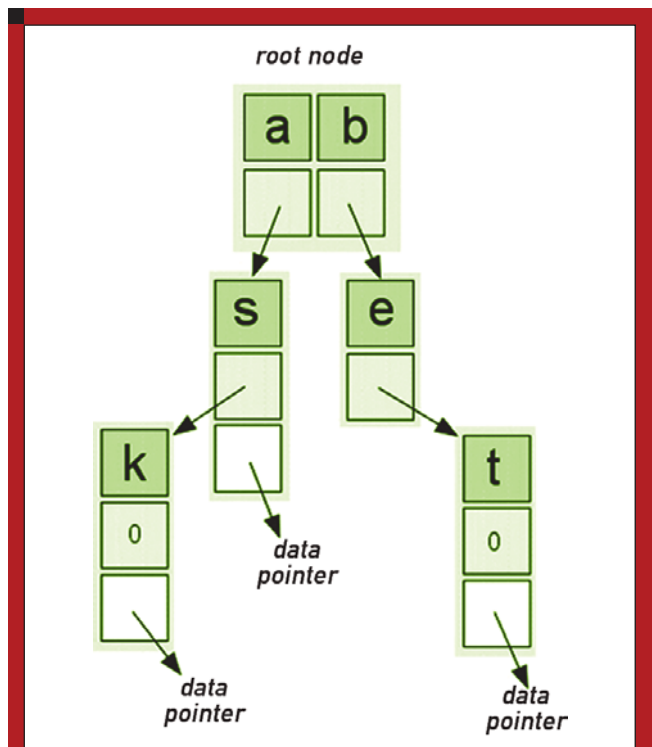 root node
a b
s e
k t
0 0
data
pointer
data
pointer
data
pointer